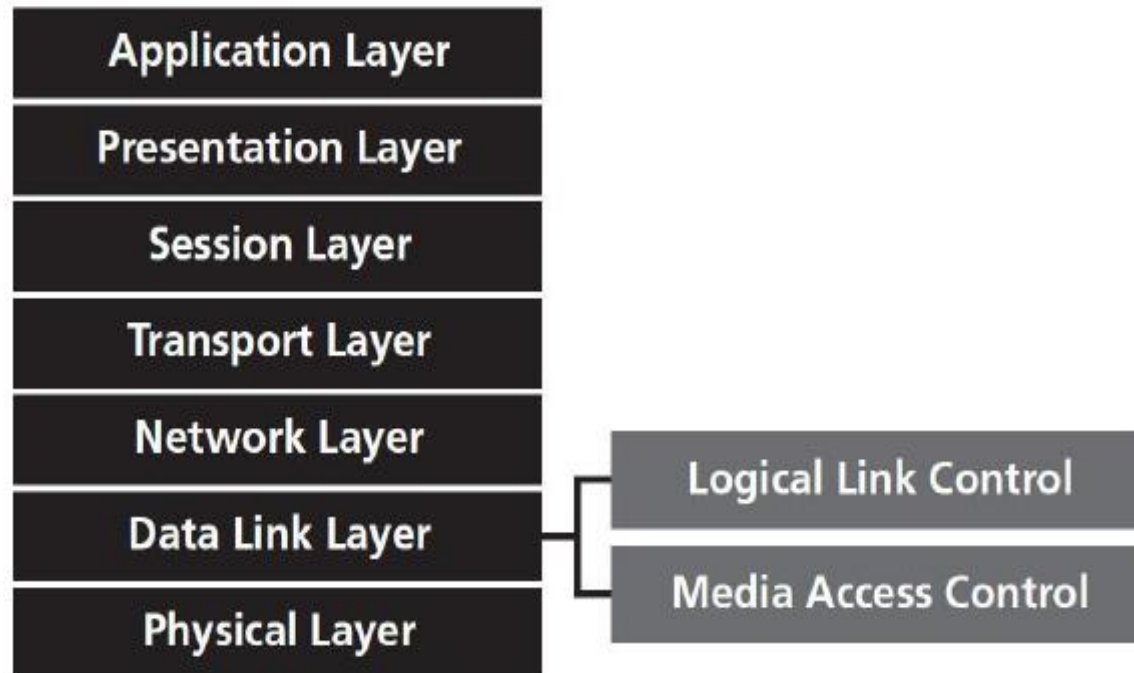 Application Layer
Presentation Layer
Session Layer
Transport Layer
Network Layer
Data Link Layer
Physical Layer
Logical Link Control
Media Access Control